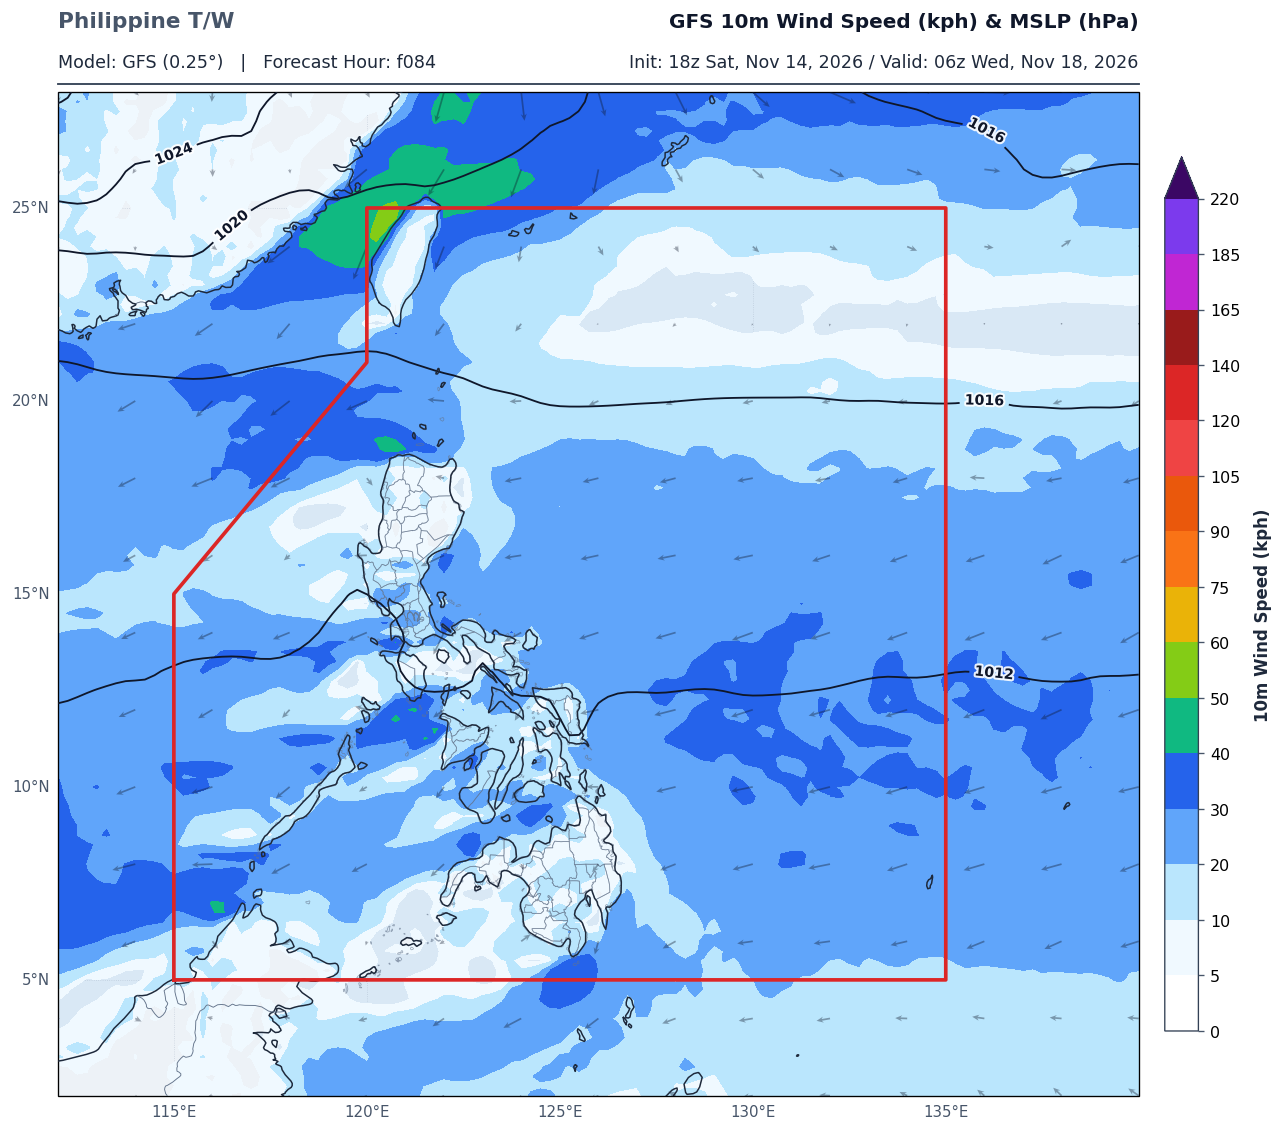 Philippine T/W
GFS 10m Wind Speed (kph) & MSLP (hPa)
Model: GFS (0.25°)   |   Forecast Hour: f084
Init: 18z Sat, Nov 14, 2026 / Valid: 06z Wed, Nov 18, 2026
1016
1024
1020
1016
1012
25°N
20°N
15°N
10°N
5°N
115°E
120°E
125°E
130°E
135°E
220
185
165
140
120
105
90
75
60
50
40
30
20
10
5
0
10m Wind Speed (kph)